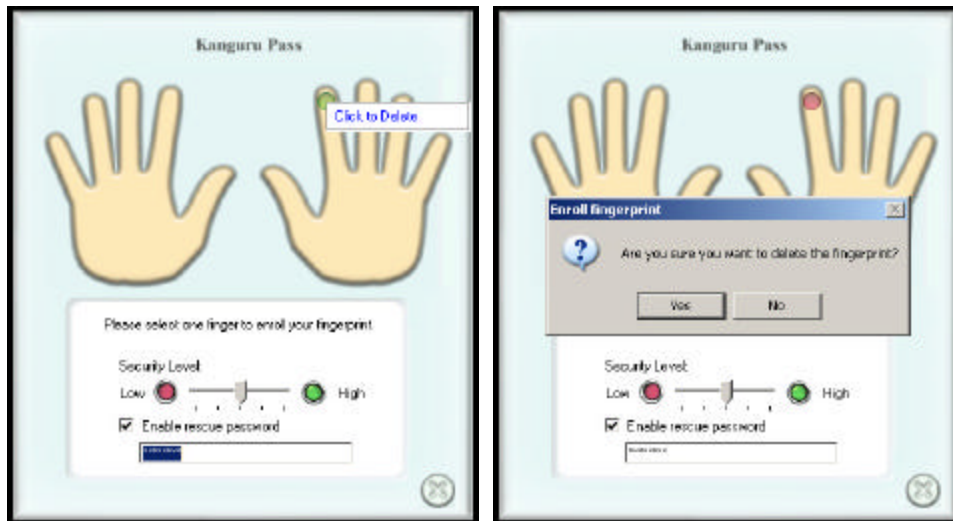 Kanguru Pass
Click to Delete
Please select one finger to enroll your fingerprint
Security Level:
Low
High
Enable rescue password
Kanguru Pass
Enroll fingerprint
Are you sure you want to delete the fingerprint?
Yes
No
Security Level:
Low
High
Enable rescue password